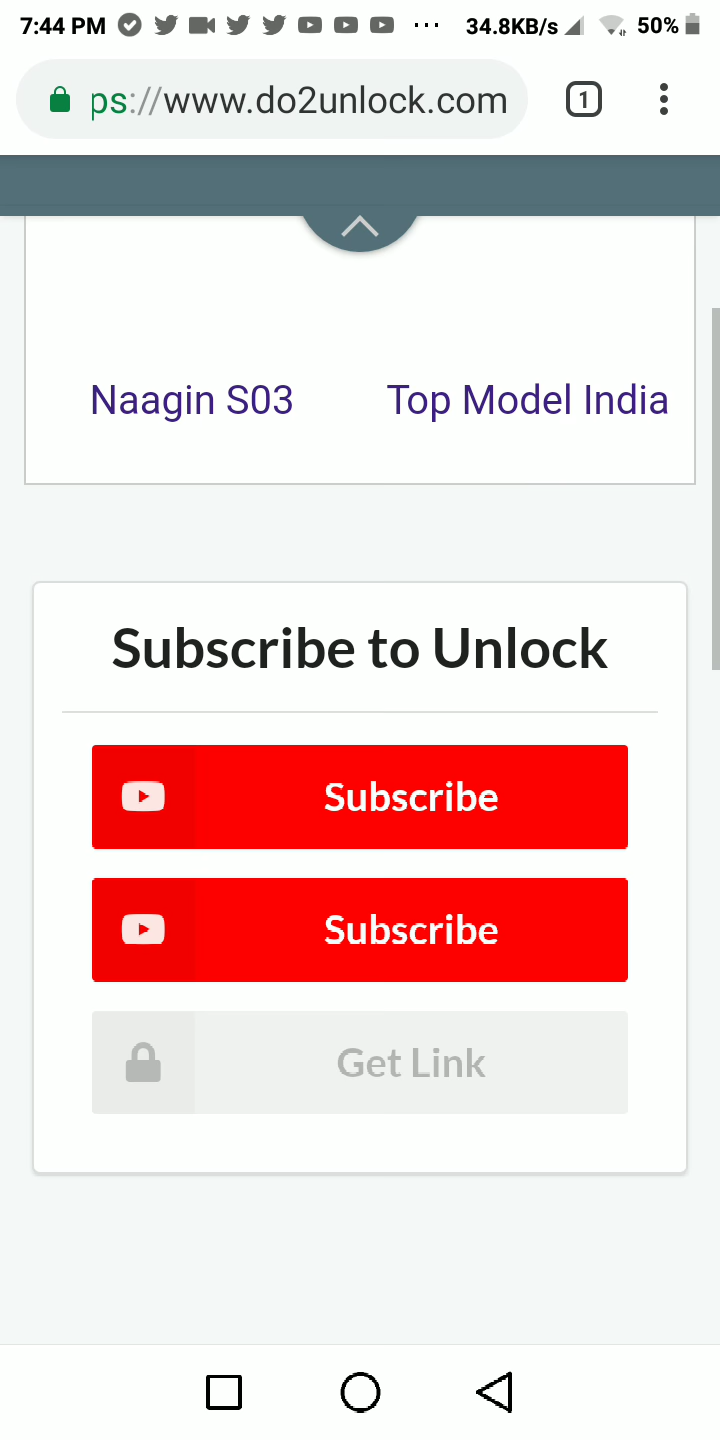 7:44 PM ... 34.8KB/s 50%
ps://www.do2unlock.com 1
Naagin S03 Top Model India
Subscribe to Unlock
Subscribe
Subscribe
Get Link